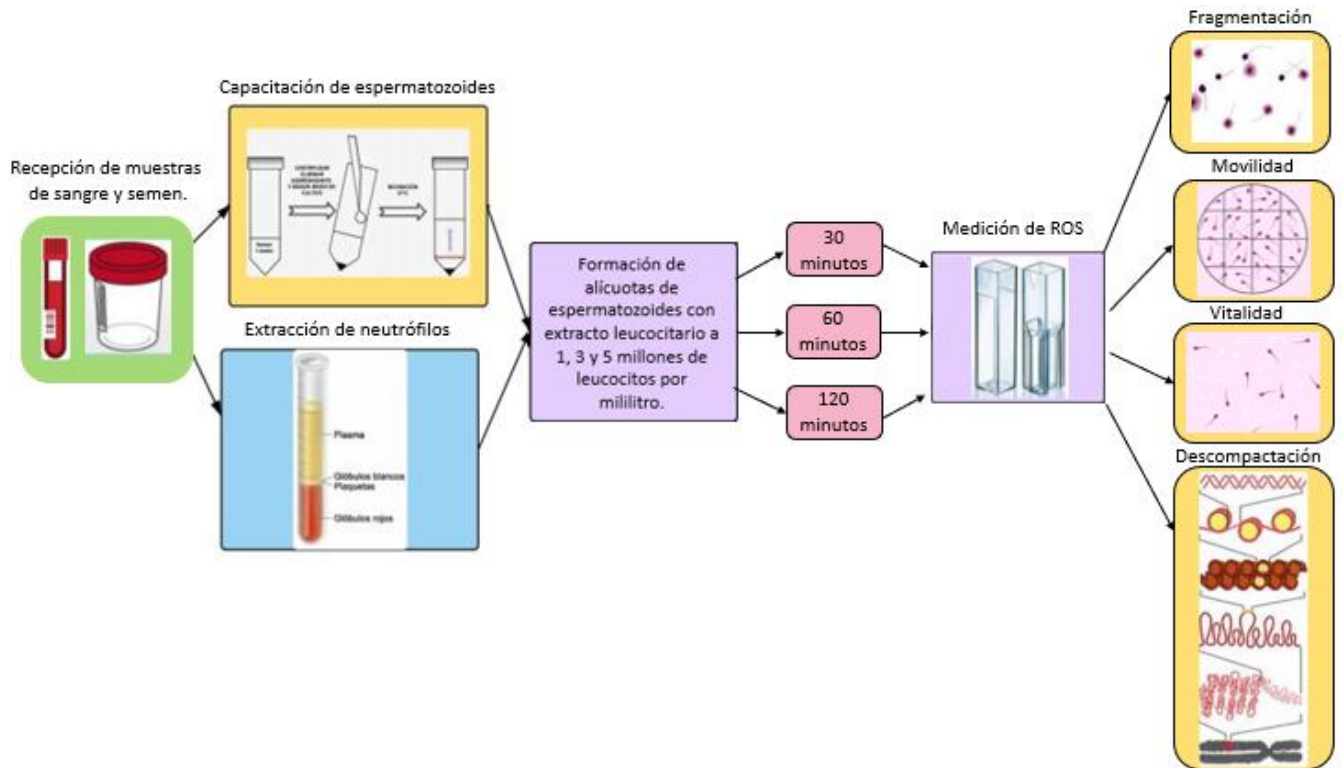 Recepción de muestras
de sangre y semen.
Capacitación de espermatozoides
Extracción de neutrófilos
Plasma
Glóbulos blancos
Plaquetas
Glóbulos rojos
Formación de
alícuotas de
espermatozoides con
extracto leucocitario a
1, 3 y 5 millones de
leucocitos por
mililitro.
30
minutos
60
minutos
120
minutos
Medición de ROS
Fragmentación
Movilidad
Vitalidad
Descompactación